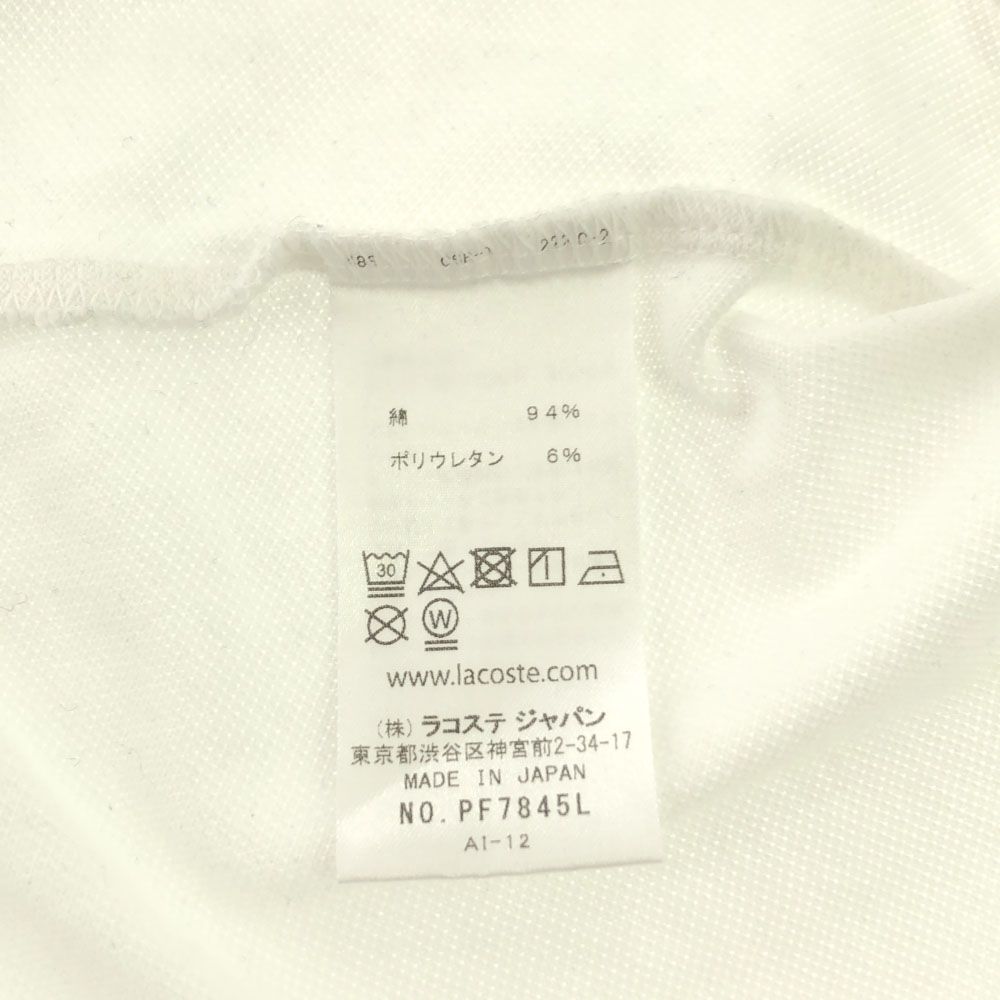 綿 94%
ポリウレタン 6%
30
W
www.lacoste.com
(株) ラコステ ジャパン
東京都渋谷区神宮前2-34-17
MADE IN JAPAN
NO. PF7845L
AI-12